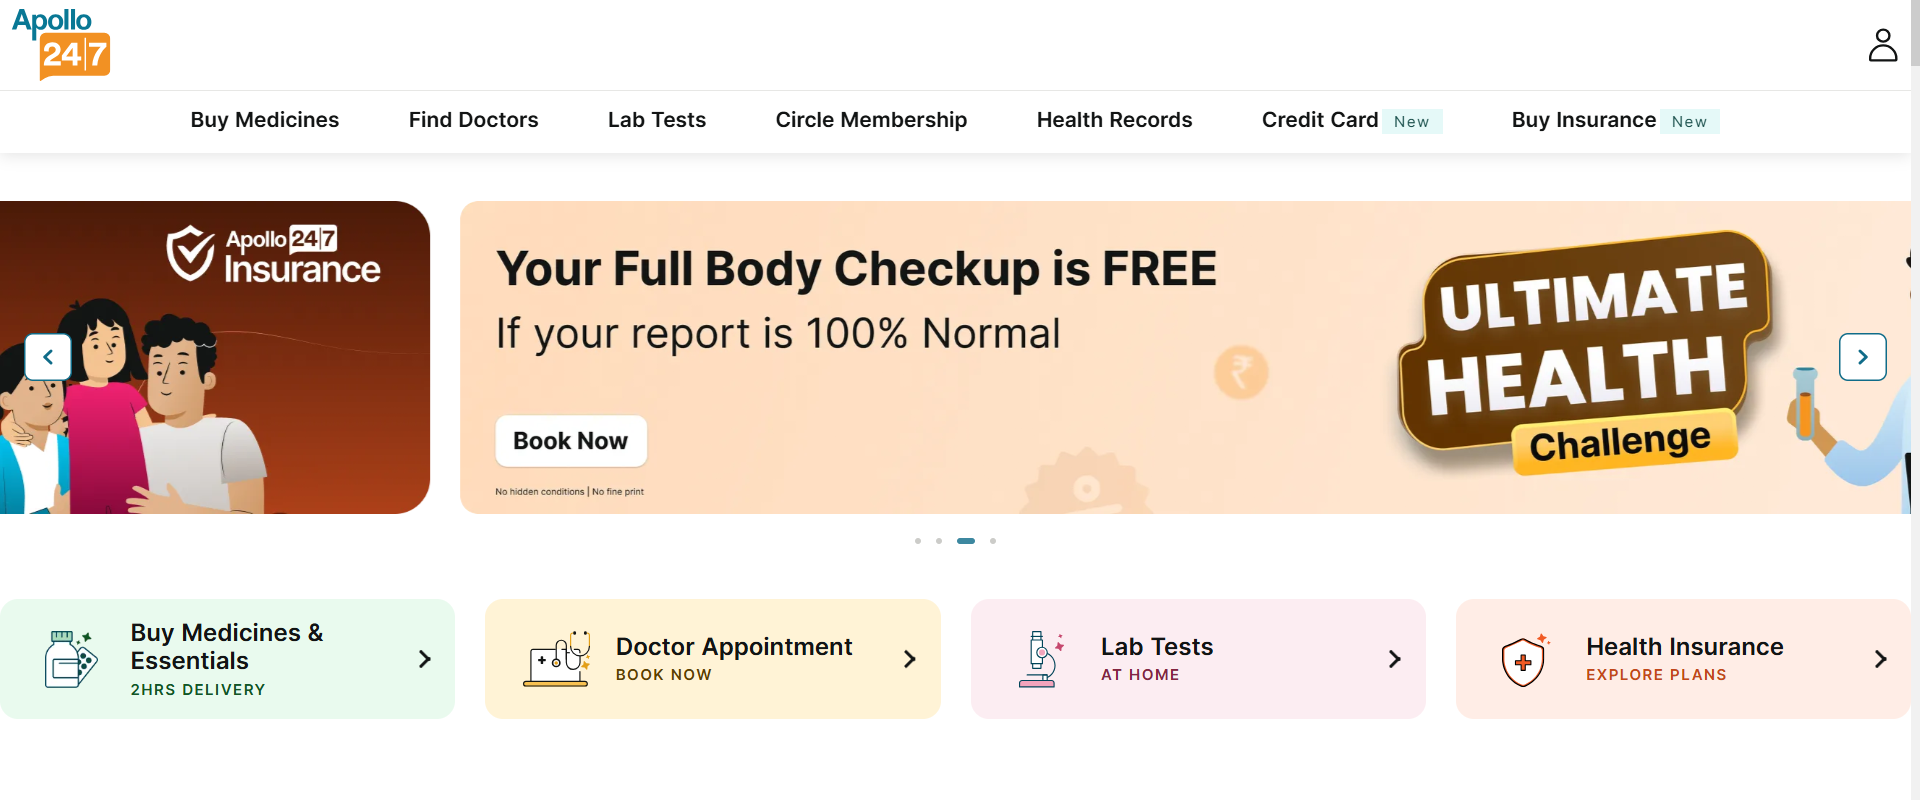 Apollo
24|7
Buy Medicines
Find Doctors
Lab Tests
Circle Membership
Health Records
Credit Card New
Buy Insurance New
Apollo 24|7
Insurance
Your Full Body Checkup is FREE
If your report is 100% Normal
Book Now
No hidden conditions | No fine print
₹
ULTIMATE
HEALTH
Challenge
Buy Medicines &
Essentials
2HRS DELIVERY
Doctor Appointment
BOOK NOW
Lab Tests
AT HOME
Health Insurance
EXPLORE PLANS